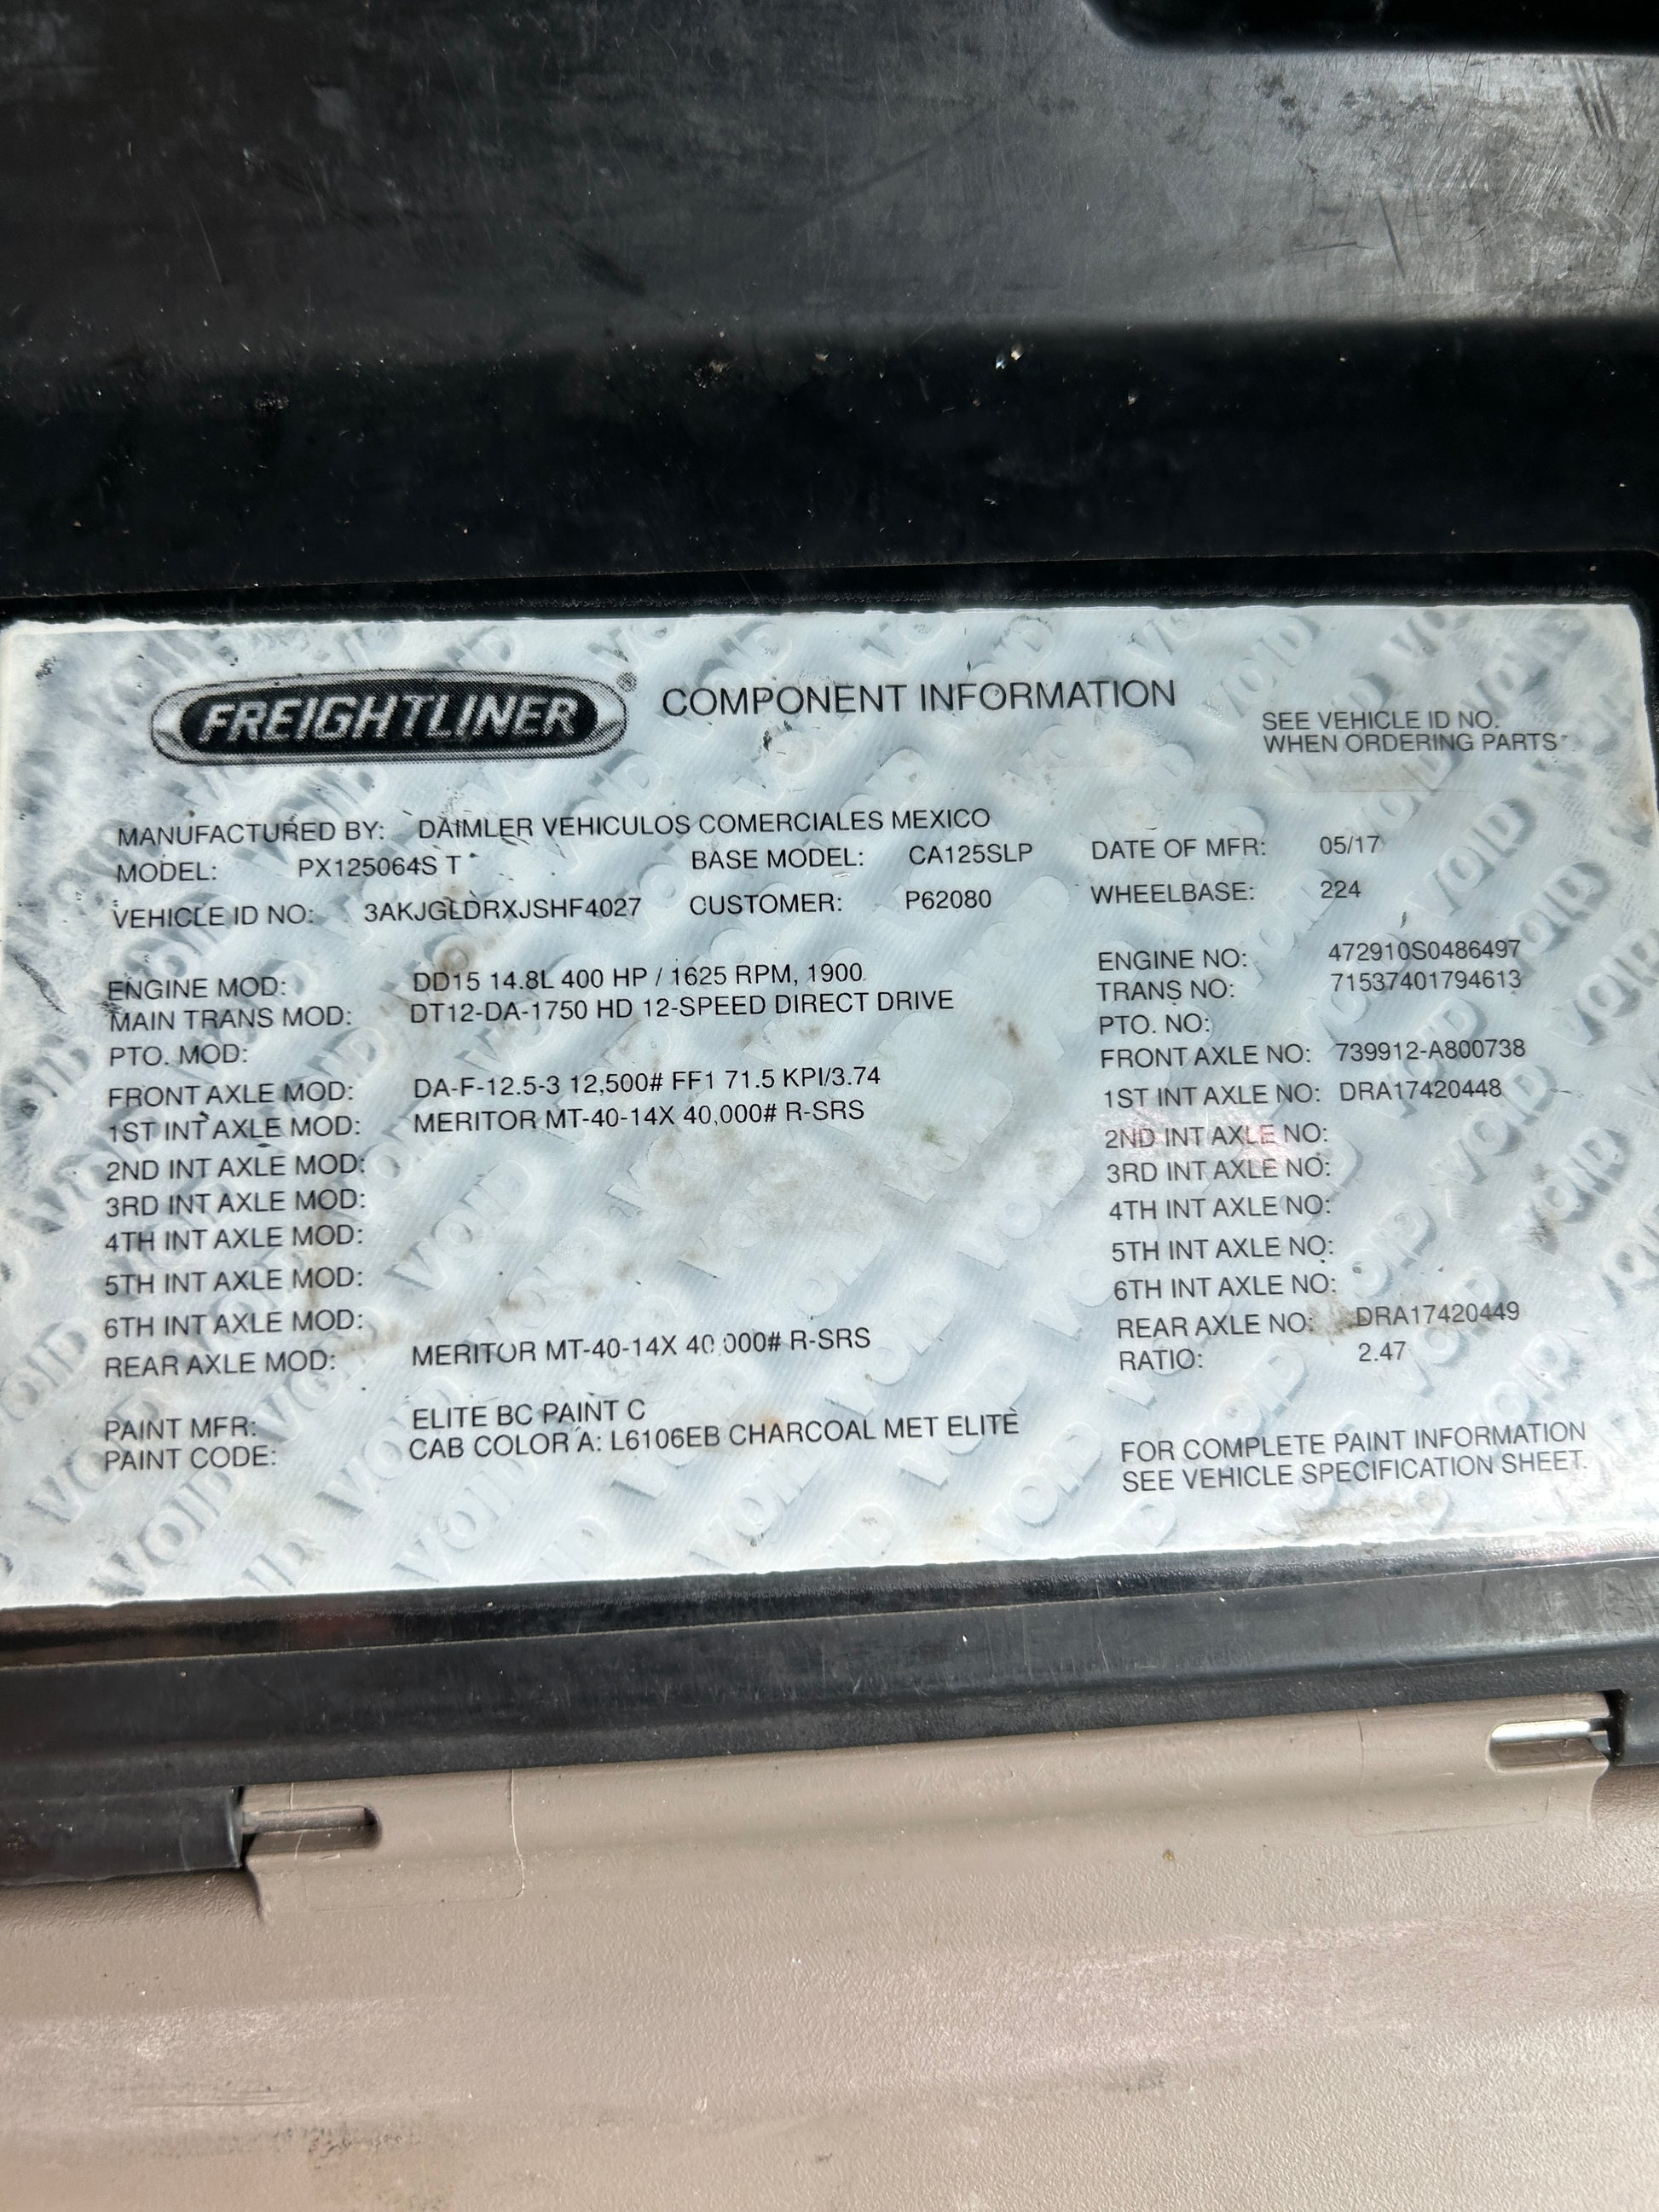 FREIGHTLINER® COMPONENT INFORMATION
SEE VEHICLE ID NO.
WHEN ORDERING PARTS
MANUFACTURED BY: DAIMLER VEHICULOS COMERCIALES MEXICO
MODEL: PX125064S T BASE MODEL: CA125SLP DATE OF MFR: 05/17
VEHICLE ID NO: 3AKJGLDRXJSHF4027 CUSTOMER: P62080 WHEELBASE: 224
ENGINE MOD: DD15 14.8L 400 HP / 1625 RPM, 1900 ENGINE NO: 472910S0486497
MAIN TRANS MOD: DT12-DA-1750 HD 12-SPEED DIRECT DRIVE TRANS NO: 71537401794613
PTO. MOD: PTO. NO:
FRONT AXLE MOD: DA-F-12.5-3 12,500# FF1 71.5 KPI/3.74 FRONT AXLE NO: 739912-A800738
1ST INT AXLE MOD: MERITOR MT-40-14X 40,000# R-SRS 1ST INT AXLE NO: DRA17420448
2ND INT AXLE MOD: 2ND INT AXLE NO:
3RD INT AXLE MOD: 3RD INT AXLE NO:
4TH INT AXLE MOD: 4TH INT AXLE NO:
5TH INT AXLE MOD: 5TH INT AXLE NO:
6TH INT AXLE MOD: 6TH INT AXLE NO:
REAR AXLE MOD: MERITOR MT-40-14X 40,000# R-SRS REAR AXLE NO: DRA17420449
RATIO: 2.47
PAINT MFR: ELITE BC PAINT C
PAINT CODE: CAB COLOR A: L6106EB CHARCOAL MET ELITE
FOR COMPLETE PAINT INFORMATION
SEE VEHICLE SPECIFICATION SHEET.